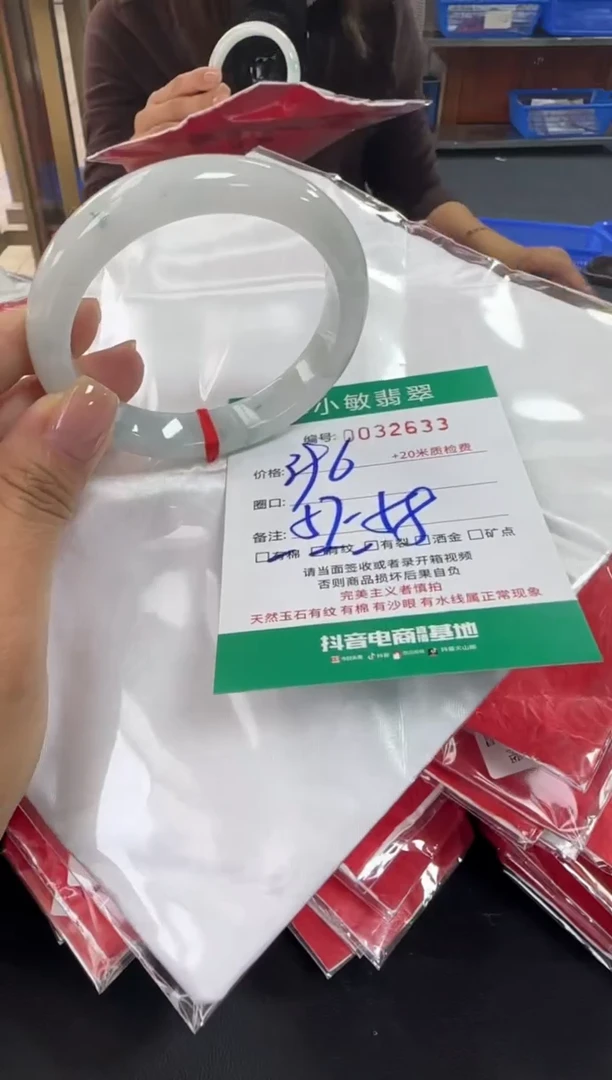 小敏翡翠
编号: 0032633
+20米质检费
价格: 396
圈口: 57-58
备注:
□有棉 □有纹 □有裂 □洒金 □矿点
请当面签收或者录开箱视频
否则商品损坏后果自负
完美主义者慎拍
天然玉石有纹有棉有沙眼有水线属正常现象
抖音电商直播基地